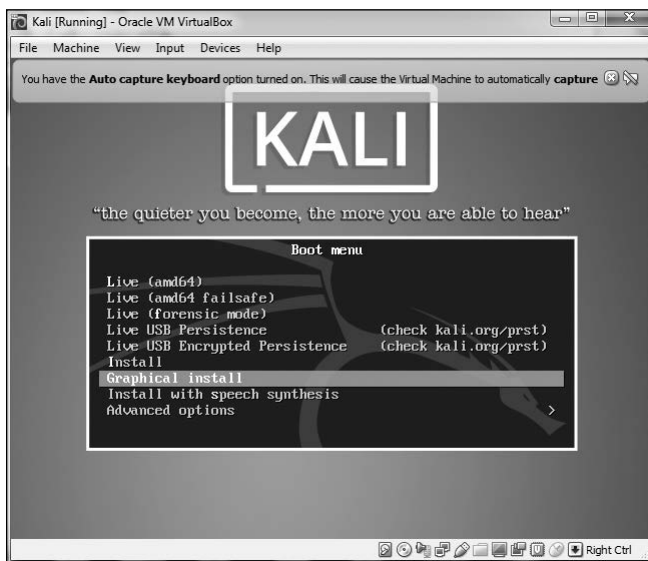 Kali [Running] - Oracle VM VirtualBox
File Machine View Input Devices Help
You have the Auto capture keyboard option turned on. This will cause the Virtual Machine to automatically capture
KALI
“the quieter you become, the more you are able to hear”
Boot menu
Live (amd64)
Live (amd64 failsafe)
Live (forensic mode)
Live USB Persistence (check kali.org/prst)
Live USB Encrypted Persistence (check kali.org/prst)
Install
Graphical install
Install with speech synthesis
Advanced options >
Right Ctrl